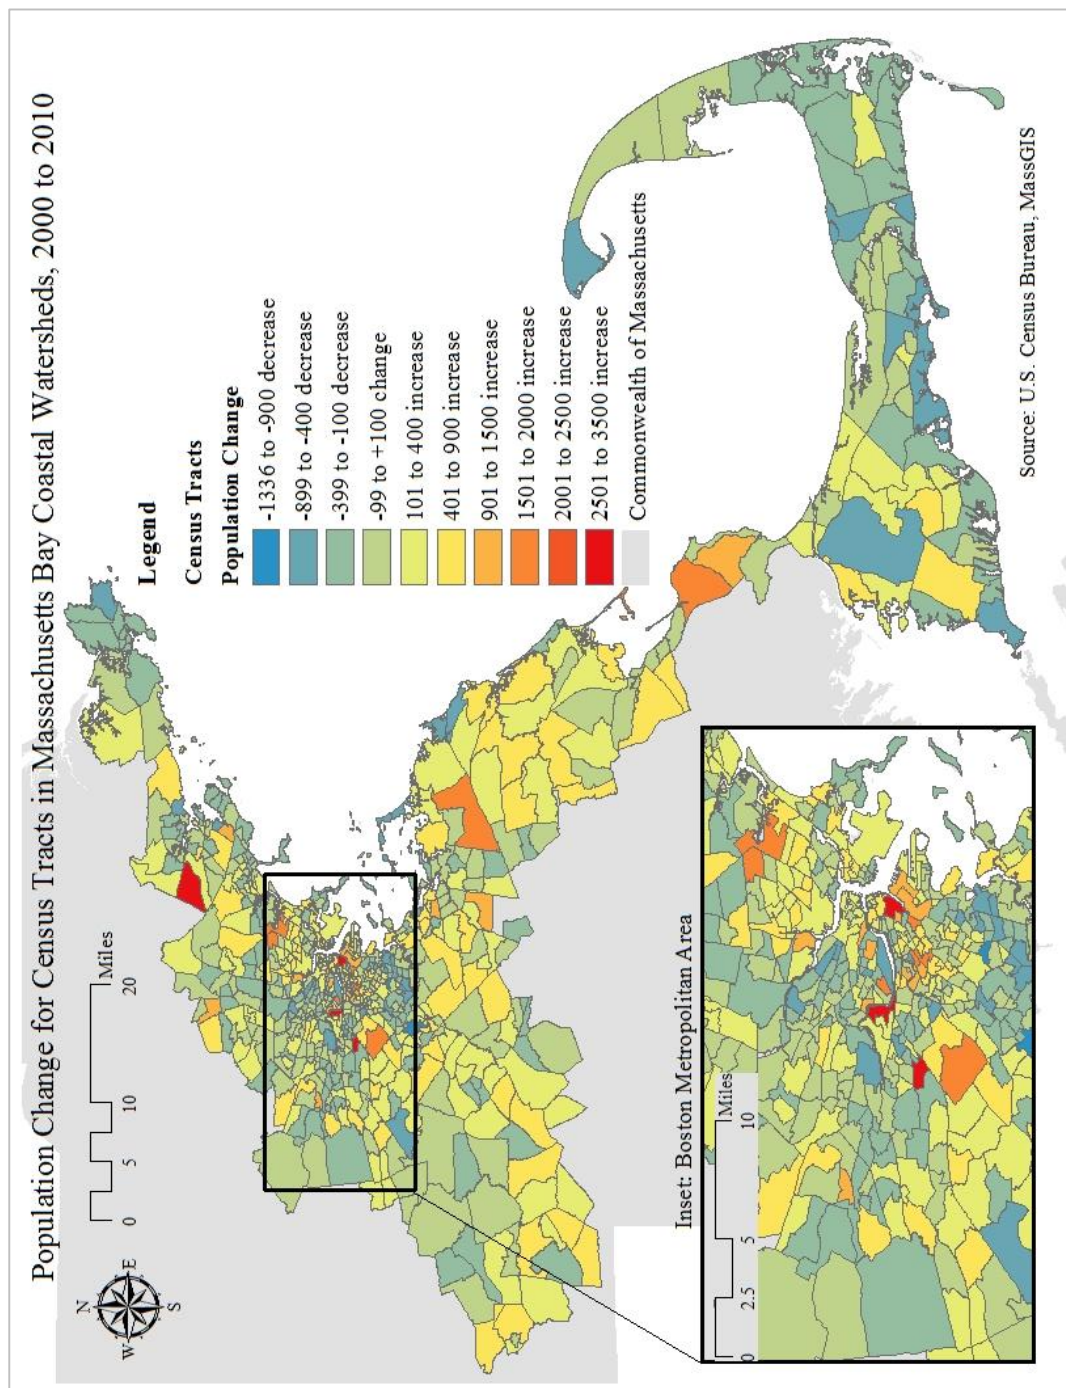 Population Change for Census Tracts in Massachusetts Bay Coastal Watersheds, 2000 to 2010
N
W
E
S
0 5 10 20
Miles
Legend
Census Tracts
Population Change
-1336 to -900 decrease
-899 to -400 decrease
-399 to -100 decrease
-99 to +100 change
101 to 400 increase
401 to 900 increase
901 to 1500 increase
1501 to 2000 increase
2001 to 2500 increase
2501 to 3500 increase
Commonwealth of Massachusetts
Inset: Boston Metropolitan Area
0 2.5 5 10
Miles
Source: U.S. Census Bureau, MassGIS